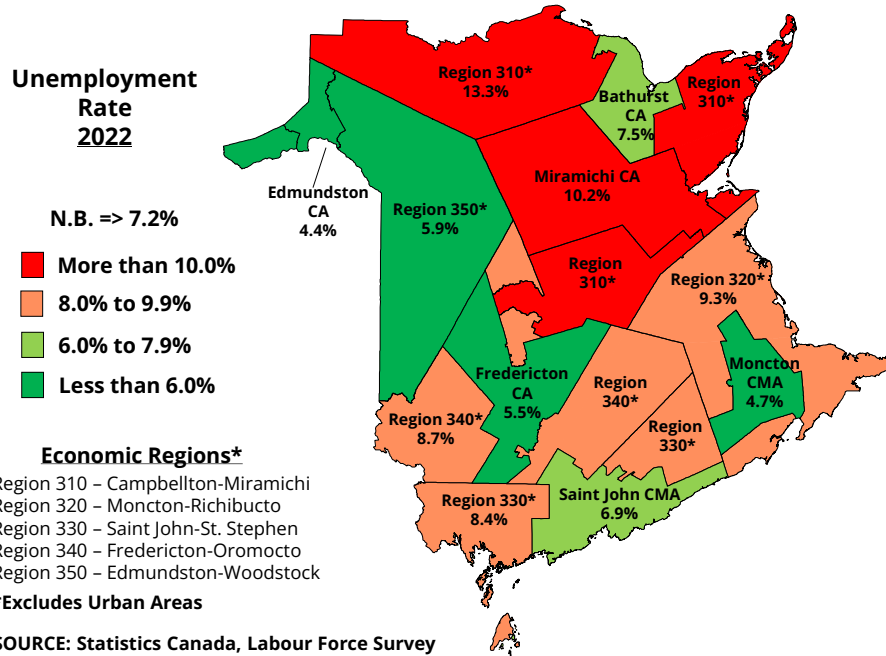 Unemployment
Rate
2022
N.B. => 7.2%
More than 10.0%
8.0% to 9.9%
6.0% to 7.9%
Less than 6.0%
Economic Regions*
Region 310 – Campbellton-Miramichi
Region 320 – Moncton-Richibucto
Region 330 – Saint John-St. Stephen
Region 340 – Fredericton-Oromocto
Region 350 – Edmundston-Woodstock
*Excludes Urban Areas
SOURCE: Statistics Canada, Labour Force Survey
Region 310*
13.3%
Bathurst
CA
7.5%
Region
310*
Edmundston
CA
4.4%
Region 350*
5.9%
Miramichi CA
10.2%
Region
310*
Region 320*
9.3%
Fredericton
CA
5.5%
Region
340*
Moncton
CMA
4.7%
Region 340*
8.7%
Region
330*
Region 330*
8.4%
Saint John CMA
6.9%